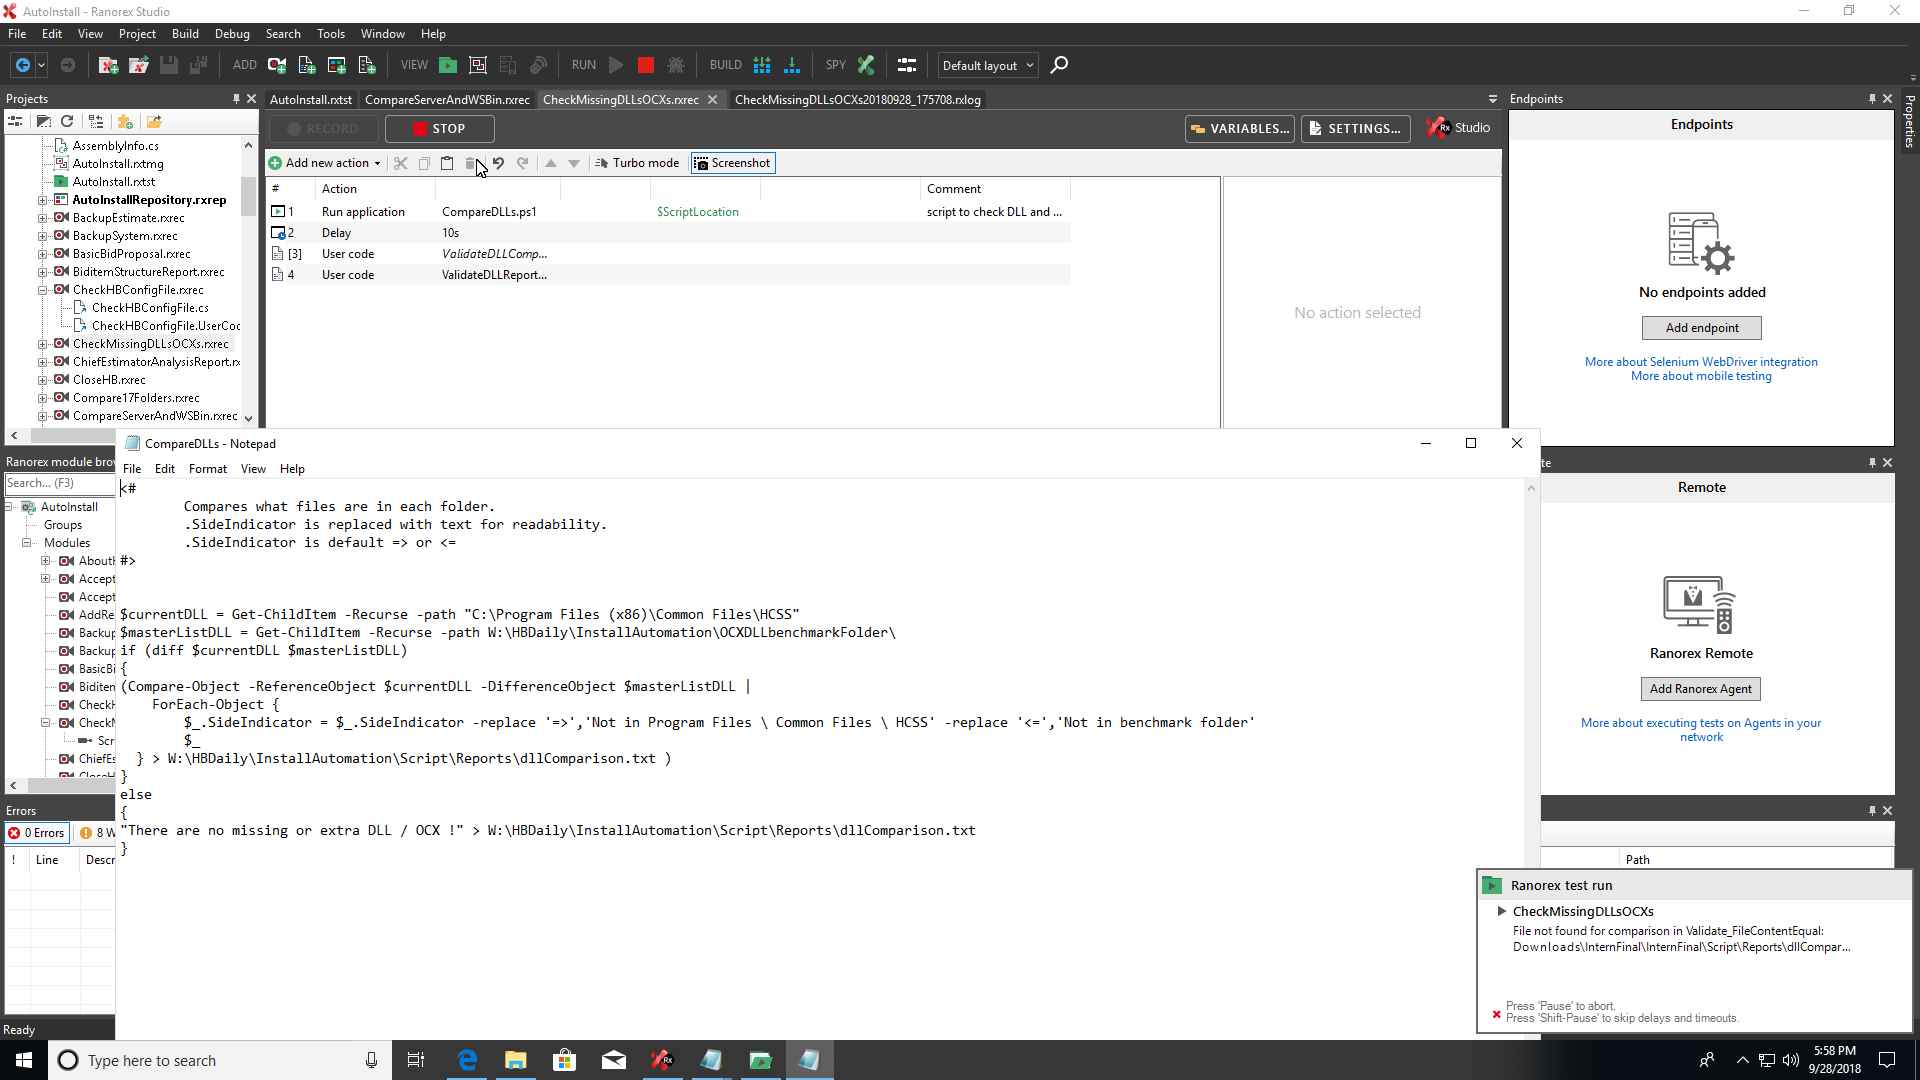 AutoInstall - Ranorex Studio
File Edit View Project Build Debug Search Tools Window Help
ADD VIEW RUN BUILD SPY Default layout
Projects
AutoInstall.rxtst CompareServerAndWSBin.rxrec CheckMissingDLLsOCXs.rxrec CheckMissingDLLsOCXs20180928_175708.rxlog
RECORD STOP VARIABLES... SETTINGS... Rx Studio
Add new action Turbo mode Screenshot
# Action Comment
1 Run application CompareDLLs.ps1 $ScriptLocation script to check DLL and ...
2 Delay 10s
[3] User code ValidateDLLComp...
4 User code ValidateDLLReport...
No action selected
AssemblyInfo.cs
AutoInstall.rxtmg
AutoInstall.rxtst
AutoInstallRepository.rxrep
BackupEstimate.rxrec
BackupSystem.rxrec
BasicBidProposal.rxrec
BiditemStructureReport.rxrec
CheckHBConfigFile.rxrec
CheckHBConfigFile.cs
CheckHBConfigFile.UserCoc
CheckMissingDLLsOCXs.rxrec
ChiefEstimatorAnalysisReport.rx
CloseHB.rxrec
Compare17Folders.rxrec
CompareServerAndWSBin.rxrec
Endpoints
Endpoints
No endpoints added
Add endpoint
More about Selenium WebDriver integration
More about mobile testing
Properties
Ranorex module brow
Search... (F3)
AutoInstall
Groups
Modules
AboutH
Accept
Accept
AddRe
Backup
Backup
BasicBi
Biditen
CheckH
CheckM
Scr
ChiefEs
CloseH
CompareDLLs - Notepad
File Edit Format View Help
<#
Compares what files are in each folder.
.SideIndicator is replaced with text for readability.
.SideIndicator is default => or <=
#>
$currentDLL = Get-ChildItem -Recurse -path "C:\Program Files (x86)\Common Files\HCSS"
$masterListDLL = Get-ChildItem -Recurse -path W:\HBDaily\InstallAutomation\OCXDLLbenchmarkFolder\
if (diff $currentDLL $masterListDLL)
{
(Compare-Object -ReferenceObject $currentDLL -DifferenceObject $masterListDLL |
ForEach-Object {
$_.SideIndicator = $_.SideIndicator -replace '=>','Not in Program Files \ Common Files \ HCSS' -replace '<=','Not in benchmark folder'
$_
} > W:\HBDaily\InstallAutomation\Script\Reports\dllComparison.txt )
}
else
{
"There are no missing or extra DLL / OCX !" > W:\HBDaily\InstallAutomation\Script\Reports\dllComparison.txt
}
te
Remote
Ranorex Remote
Add Ranorex Agent
More about executing tests on Agents in your
network
Errors
0 Errors 8 W
! Line Descr
Path
Ranorex test run
CheckMissingDLLsOCXs
File not found for comparison in Validate_FileContentEqual:
Downloads\InternFinal\InternFinal\Script\Reports\dllCompar...
Press 'Pause' to abort.
Press 'Shift-Pause' to skip delays and timeouts.
Ready
Type here to search
5:58 PM
9/28/2018